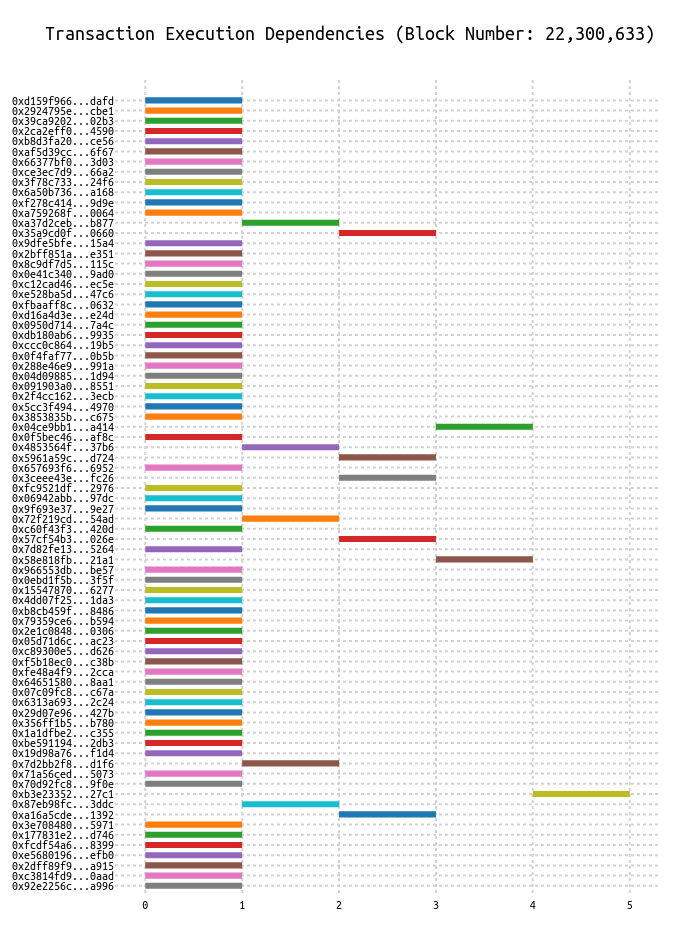 Transaction Execution Dependencies (Block Number: 22,300,633)
0xd159f966...dafd
0x2924795e...cbe1
0x39ca9202...02b3
0x2ca2eff0...4590
0xb8d3fa20...ce56
0xaf5d39cc...6f67
0x66377bf0...3d03
0xce3ec7d9...66a2
0x3f78c733...24f6
0x6a50b736...a168
0xf278c414...9d9e
0xa759268f...0064
0xa37d2ceb...b877
0x35a9cd0f...0660
0x9dfe5bfe...15a4
0x2bff851a...e351
0x8c9df7d5...115c
0x0e41c340...9ad0
0xc12cad46...ec5e
0xe528ba5d...47c6
0xfbaaff8c...0632
0xd16a4d3e...e24d
0x0950d714...7a4c
0xdb180ab6...9935
0xccc0c864...19b5
0x0f4faf77...0b5b
0x288e46e9...991a
0x04d09885...1d94
0x091903a0...8551
0x2f4cc162...3ecb
0x5cc3f494...4970
0x3853835b...c675
0x04ce9bb1...a414
0x0f5bec46...af8c
0x4853564f...37b6
0x5961a59c...d724
0x657693f6...6952
0x3ceee43e...fc26
0xfc9521df...2976
0x06942abb...97dc
0x9f693e37...9e27
0x72f219cd...54ad
0xc60f43f3...420d
0x57cf54b3...026e
0x7d82fe13...5264
0x58e818fb...21a1
0x966553db...be57
0x0ebd1f5b...3f5f
0x15547870...6277
0x4dd07f25...1da3
0xb8cb459f...8486
0x79359ce6...b594
0x2e1c0848...0306
0x05d71d6c...ac23
0xc89300e5...d626
0xf5b18ec0...c38b
0xfe48a4f9...2cca
0x64651580...8aa1
0x07c09fc8...c67a
0x6313a693...2c24
0x29d07e96...427b
0x356ff1b5...b780
0x1a1dfbe2...c355
0xbe591194...2db3
0x19d98a76...f1d4
0x7d2bb2f8...d1f6
0x71a56ced...5073
0x70d92fc8...9f0e
0xb3e23352...27c1
0x87eb98fc...3ddc
0xa16a5cde...1392
0x3e708480...5971
0x177831e2...d746
0xfcdf54a6...8399
0xe5680196...efb0
0x2dff89f9...a915
0xc3814fd9...0aad
0x92e2256c...a996
0 1 2 3 4 5